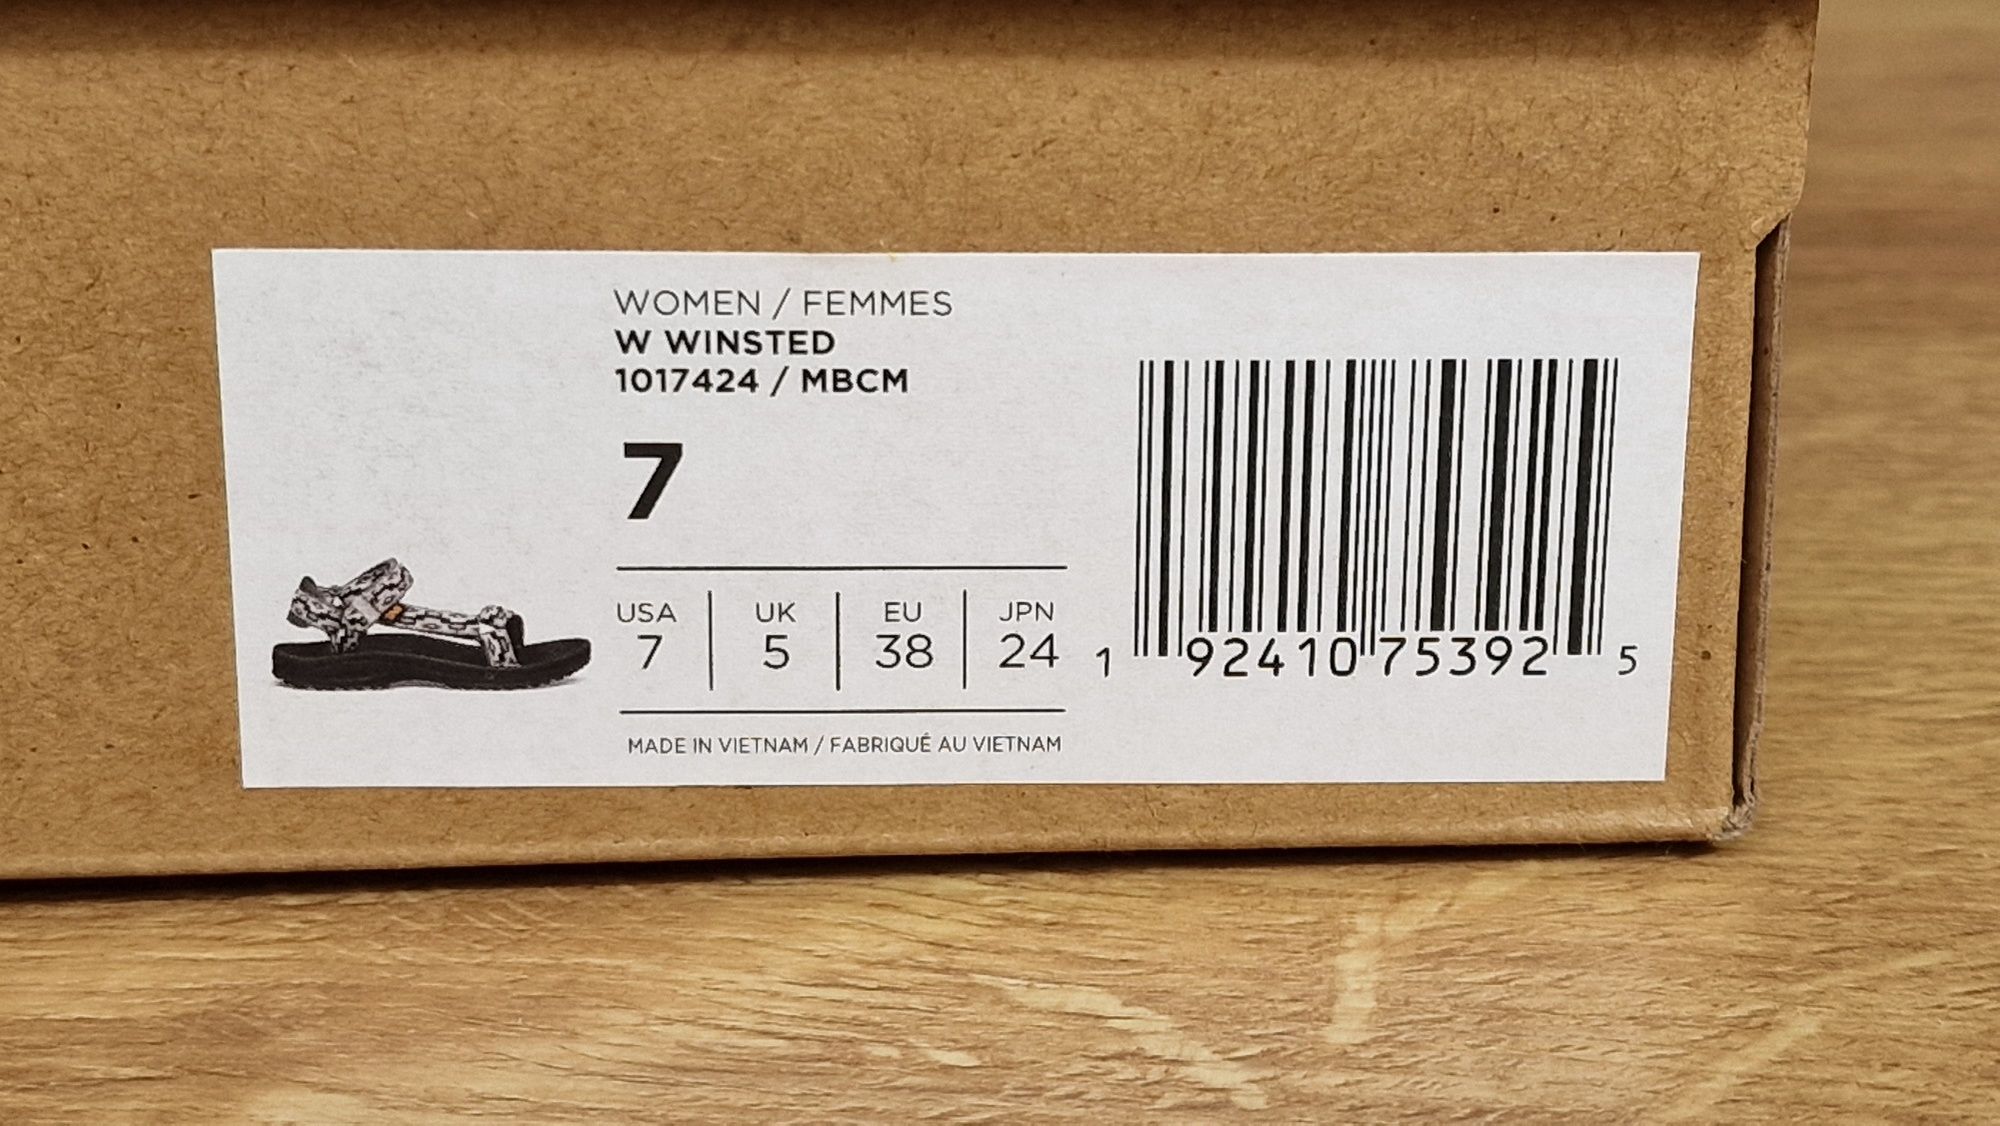 WOMEN / FEMMES
W WINSTED
1017424 / MBCM
7
USA UK EU JPN
7 5 38 24
1 92410 75392 5
MADE IN VIETNAM / FABRIQUÉ AU VIETNAM